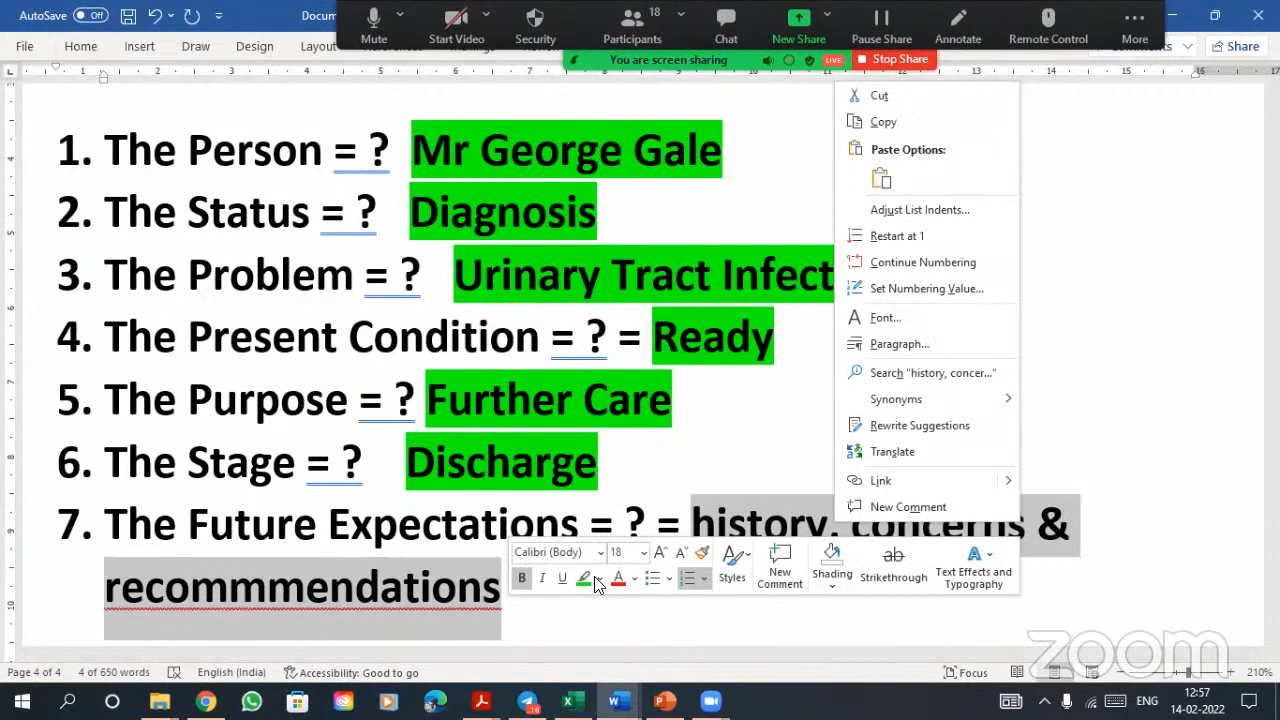 AutoSave Off Docum
Mute Start Video Security Participants 18 Chat New Share Pause Share Annotate Remote Control More
File Home Insert Draw Design Layout Mailings Comments Share
You are screen sharing LIVE Stop Share
1. The Person = ? Mr George Gale
2. The Status = ? Diagnosis
3. The Problem = ? Urinary Tract Infect
4. The Present Condition = ? = Ready
5. The Purpose = ? Further Care
6. The Stage = ? Discharge
7. The Future Expectations = ? = history, concerns &
recommmendations
Cut
Copy
Paste Options:
Adjust List Indents...
Restart at 1
Continue Numbering
Set Numbering Value...
Font...
Paragraph...
Search "history, concer..."
Synonyms
Rewrite Suggestions
Translate
Link
New Comment
Calibri (Body) 18
Styles New Comment Shading Strikethrough Text Effects and Typography
zoom
Page 4 of 4 4 of 650 words English (India) Accessibility: Good to go Focus 210%
ENG 12:57
14-02-2022